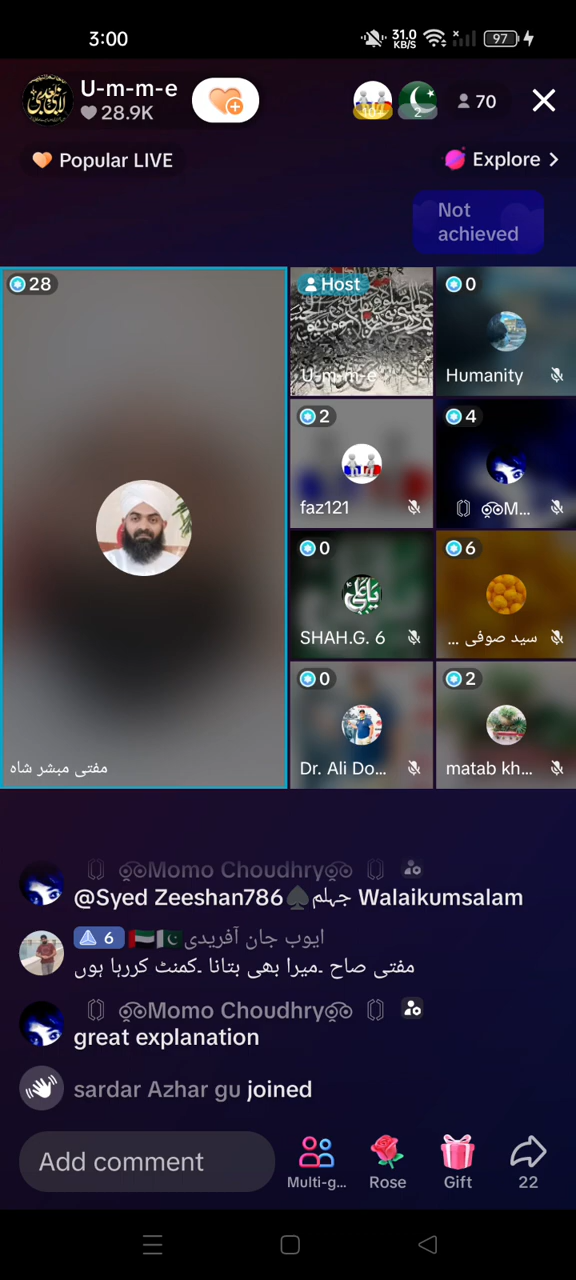 3:00
31.0
KB/S
97
U-m-m-e
28.9K
10+
2
70
Popular LIVE
Explore
Not
achieved
28
Host
0
U-m-m-e
Humanity
2
4
faz121
M...
0
6
SHAH.G. 6
سید صوفی ...
0
2
مفتی مبشر شاہ
Dr. Ali Do...
matab kh...
Momo Choudhry
@Syed Zeeshan786♠️جہلم Walaikumsalam
6 🇦🇪🇵🇰ایوب جان آفریدی
مفتی صاح ۔میرا بھی بتانا ۔کمنٹ کررہا ہوں
Momo Choudhry
great explanation
sardar Azhar gu joined
Add comment
Multi-g...
Rose
Gift
22